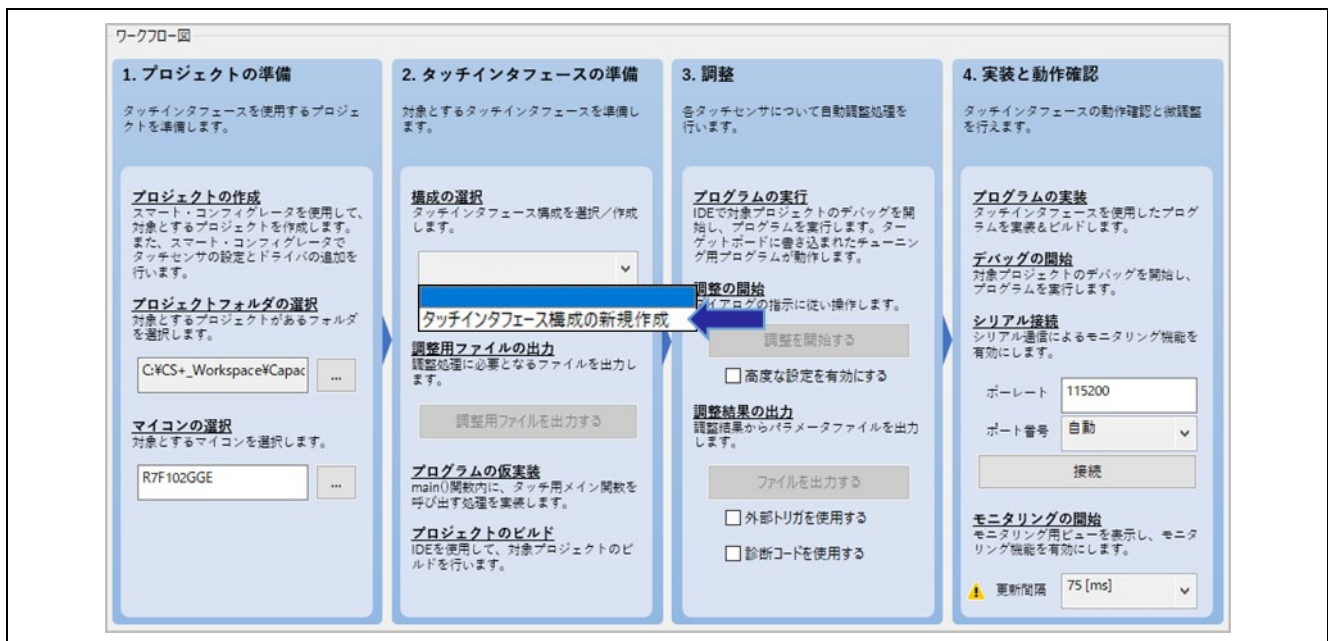 ワークフロー図
1. プロジェクトの準備
タッチインタフェースを使用するプロジェ
クトを準備します。
プロジェクトの作成
スマート・コンフィグレータを使用して、
対象とするプロジェクトを作成します。
また、スマート・コンフィグレータで
タッチセンサの設定とドライバの追加を
行います。
プロジェクトフォルダの選択
対象とするプロジェクトがあるフォルダ
を選択します。
C:¥CS+_Workspace¥Capac
...
マイコンの選択
対象とするマイコンを選択します。
R7F102GGE
...
2. タッチインタフェースの準備
対象とするタッチインタフェースを準備し
ます。
構成の選択
タッチインタフェース構成を選択／作成
します。
タッチインタフェース構成の新規作成
調整用ファイルの出力
調整処理に必要となるファイルを出力し
ます。
調整用ファイルを出力する
プログラムの仮実装
main()関数内に、タッチ用メイン関数を
呼び出す処理を実装します。
プロジェクトのビルド
IDEを使用して、対象プロジェクトのビ
ルドを行います。
3. 調整
各タッチセンサについて自動調整処理を
行います。
プログラムの実行
IDEで対象プロジェクトのデバッグを開
始し、プログラムを実行します。ター
ゲットボードに書き込まれたチューニン
グ用プログラムが動作します。
調整の開始
イアログの指示に従い操作します。
調整を開始する
高度な設定を有効にする
調整結果の出力
調整結果からパラメータファイルを出力
します。
ファイルを出力する
外部トリガを使用する
診断コードを使用する
4. 実装と動作確認
タッチインタフェースの動作確認と微調整
を行えます。
プログラムの実装
タッチインタフェースを使用したプログ
ラムを実装&ビルドします。
デバッグの開始
対象プロジェクトのデバッグを開始し、
プログラムを実行します。
シリアル接続
シリアル通信によるモニタリング機能を
有効にします。
ボーレート 115200
ポート番号 自動
接続
モニタリングの開始
モニタリング用ビューを表示し、モニタ
リング機能を有効にします。
更新間隔 75 [ms]